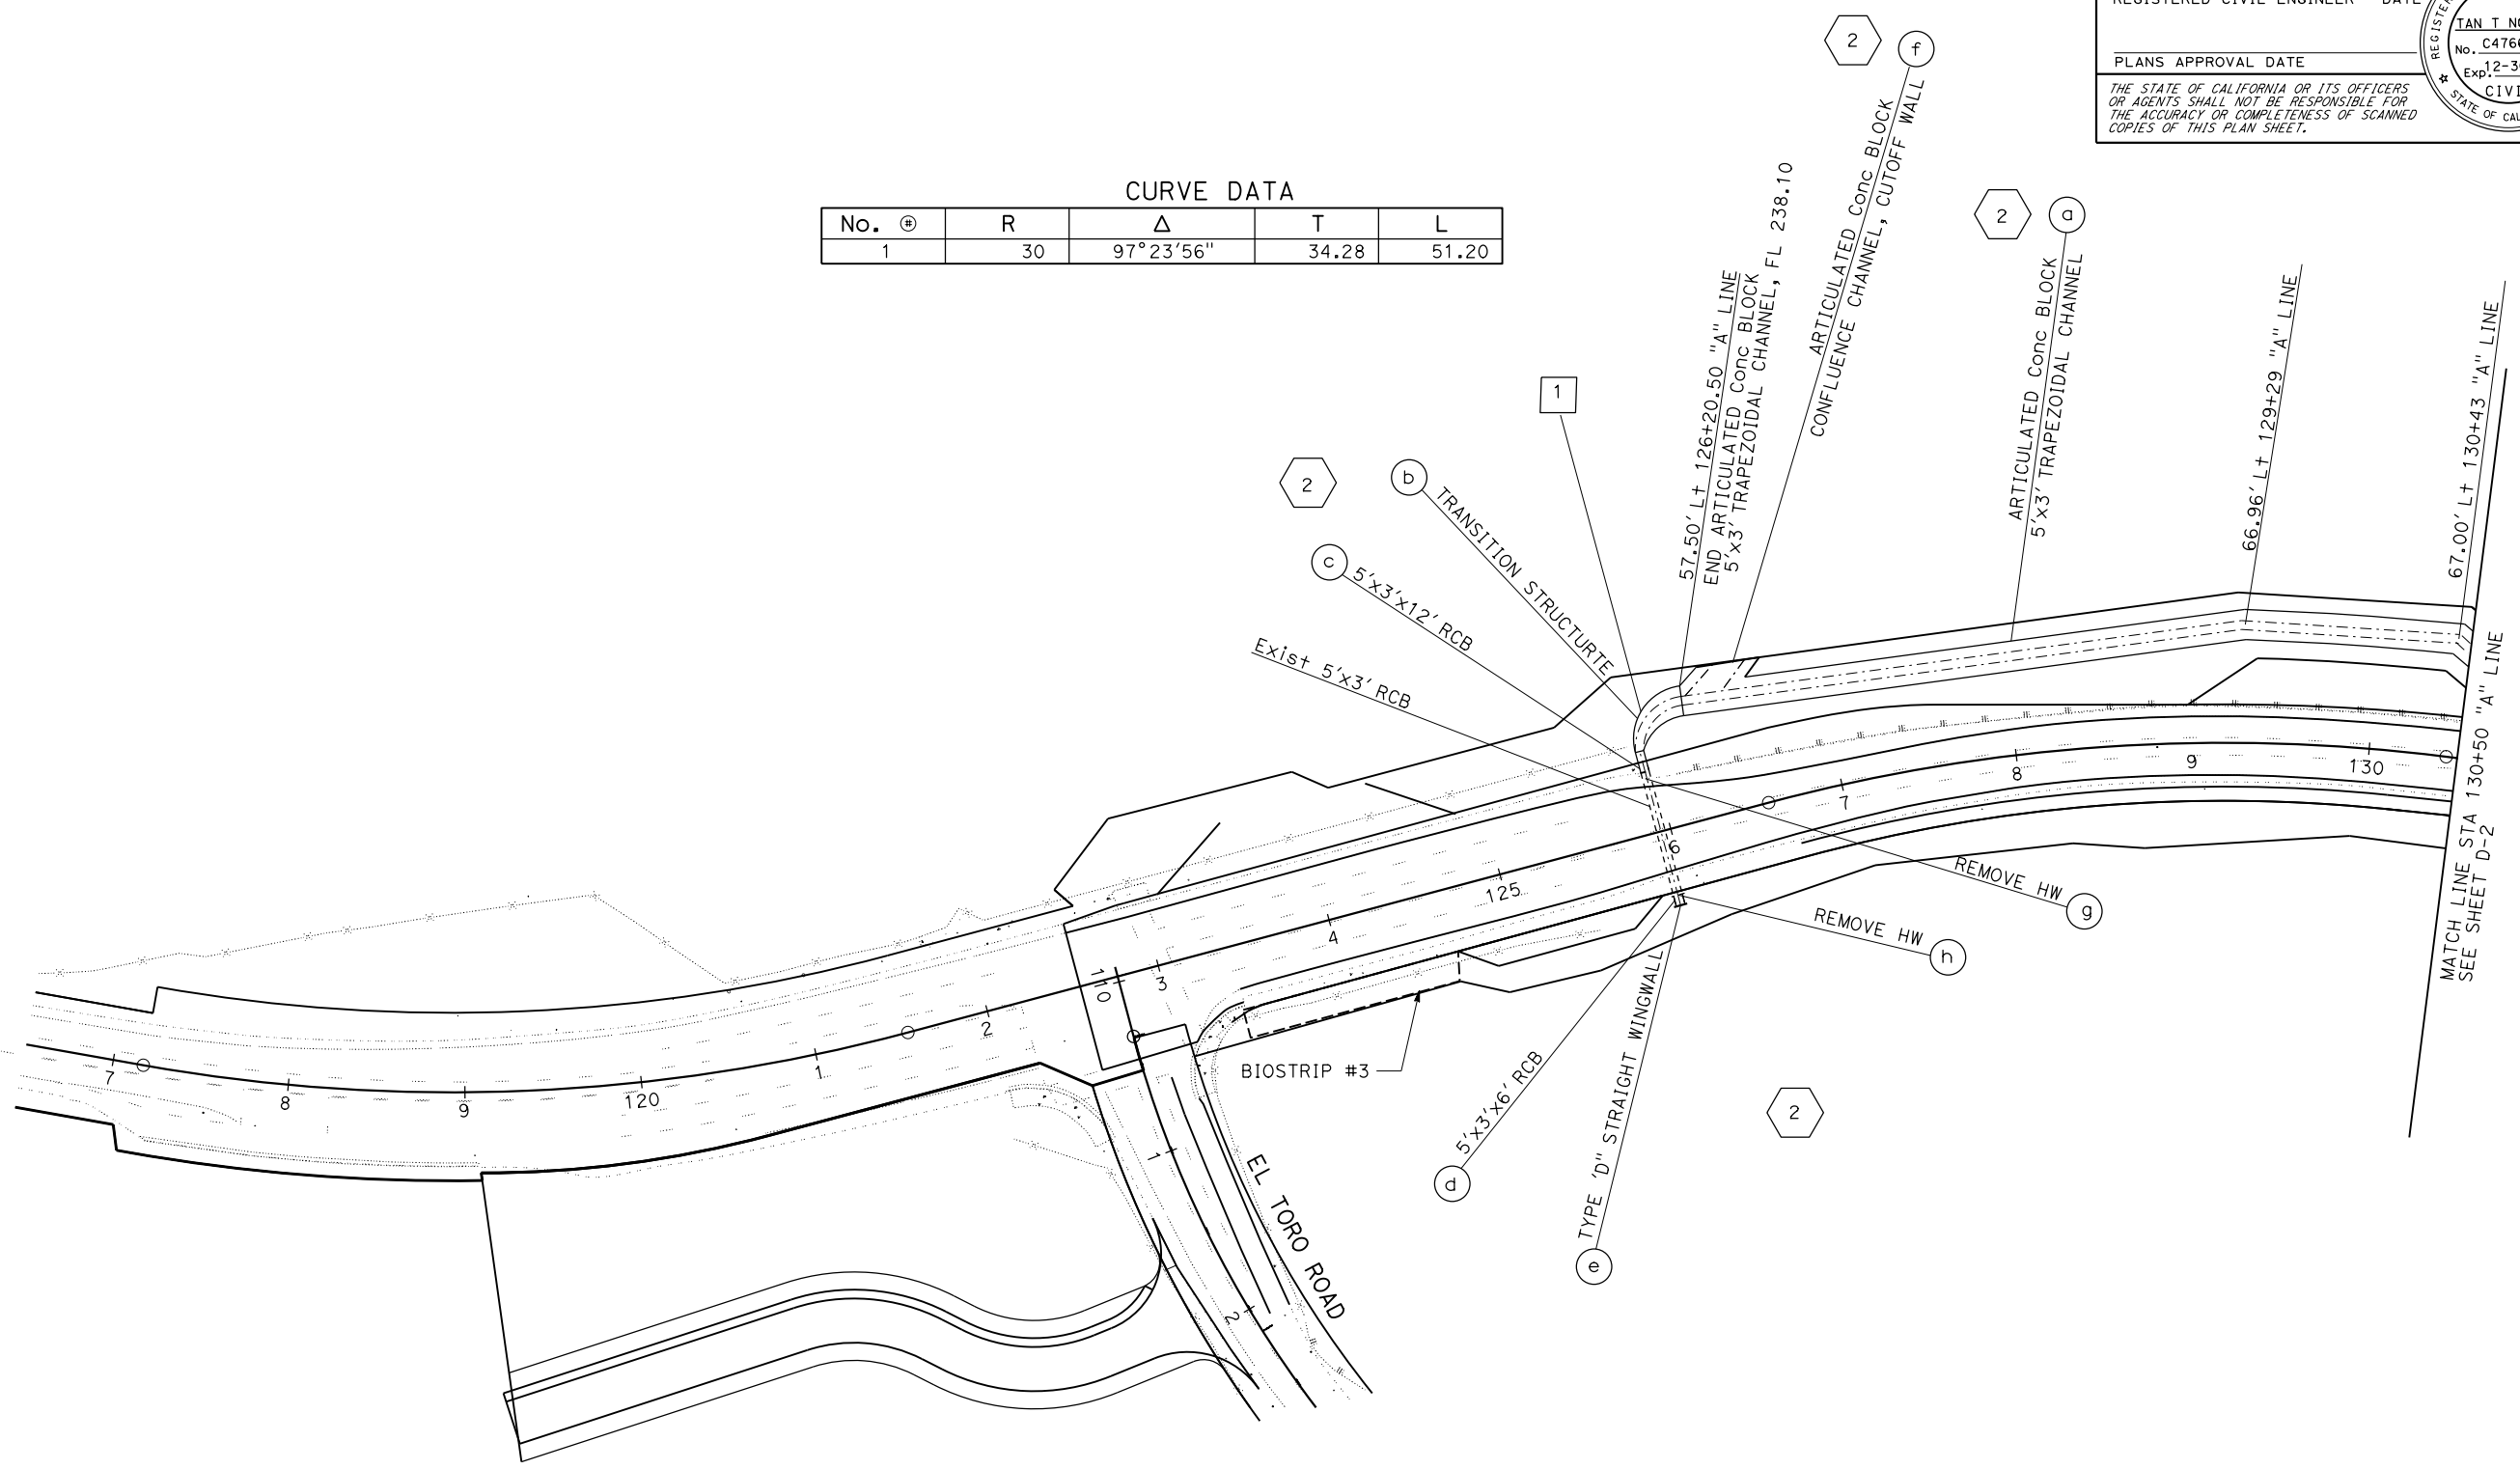 REGISTERED CIVIL ENGINEER DATE
PLANS APPROVAL DATE
THE STATE OF CALIFORNIA OR ITS OFFICERS
OR AGENTS SHALL NOT BE RESPONSIBLE FOR
THE ACCURACY OR COMPLETENESS OF SCANNED
COPIES OF THIS PLAN SHEET.
TAN T
No.
Exp.
STATE OF
CURVE DATA
No. # R Δ T L
1 30 97°23'56" 34.28 51.20
2 f
ARTICULATED Conc BLOCK
CONFLUENCE CHANNEL, CUTOFF WALL
2 a
ARTICULATED Conc BLOCK
5'x3' TRAPEZOIDAL CHANNEL
57.50' Lt 126+20.50 "A" LINE
END ARTICULATED Conc BLOCK
5'x3' TRAPEZOIDAL CHANNEL, FL 238.10
66.96' Lt 129+29 "A" LINE
67.00' Lt 130+43 "A" LINE
1
2
b TRANSITION STRUCTURTE
c 5'x3'x12' RCB
Exist 5'x3' RCB
7
8
9
120
1
2
3
4
125
6
7
8
9
130
110
1
2
REMOVE HW g
REMOVE HW h
BIOSTRIP #3
5'x3'x6' RCB
d
TYPE 'D" STRAIGHT WINGWALL
e
2
EL TORO ROAD
MATCH LINE STA 130+50 "A" LINE
SEE SHEET D-2